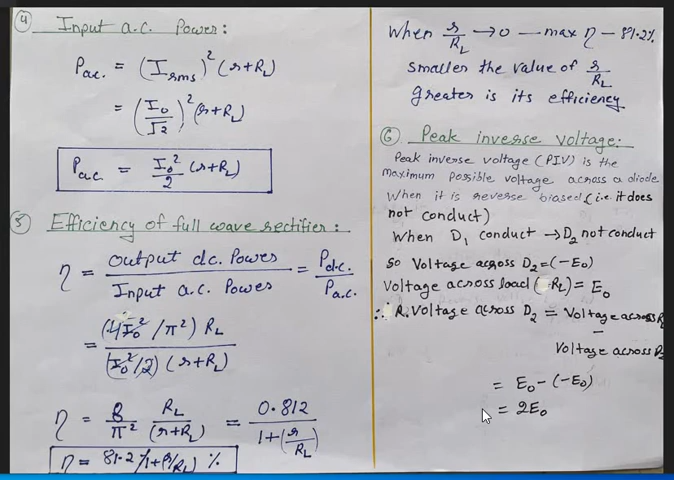 ④ Input a.c. Power:
Pa.c. = (Irms)² (r+RL)
= (I₀/√2)² (r+RL)
Pa.c. = I₀²/2 (r+RL)
⑤ Efficiency of full wave rectifier:
η = output d.c. Power / Input a.c. Power = Pd.c. / Pa.c.
= (4I₀²/π²) RL / (I₀²/2) (r+RL)
η = 8/π² RL/(r+RL) = 0.812 / 1+(r/RL)
η = 81.2 / 1+(r/RL) %
when r/RL → 0 — max η — 81.2%
smaller the value of r/RL
Greater is its efficiency
⑥ Peak inverse voltage:
Peak inverse voltage (PIV) is the
maximum possible voltage across a diode
when it is reverse biased (i.e. it does
not conduct)
When D₁ conduct → D₂ not conduct
so Voltage across D₂ = (-E₀)
Voltage across load ( RL) = E₀
∴ R. Voltage across D₂ = Voltage across
-
Voltage across
= E₀ - (-E₀)
= 2E₀